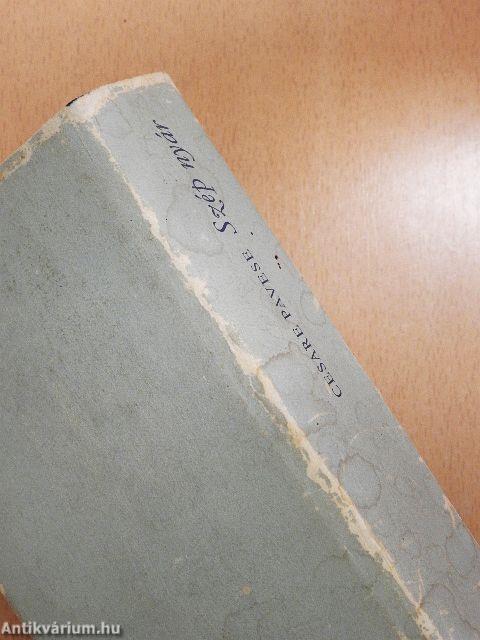 CESARE PAVESE Szép nyár
Antikvárium.hu